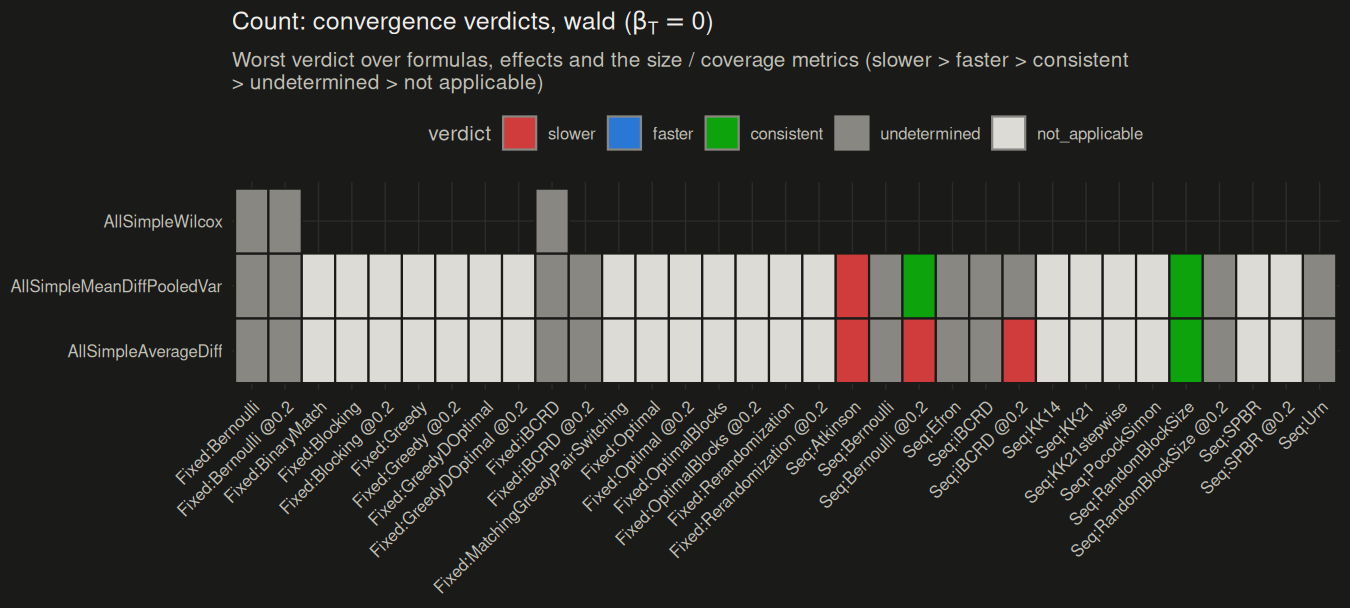 Count: convergence verdicts, wald (βT = 0)
Worst verdict over formulas, effects and the size / coverage metrics (slower > faster > consistent
> undetermined > not applicable)
verdict slower faster consistent undetermined not_applicable
AllSimpleWilcox
AllSimpleMeanDiffPooledVar
AllSimpleAverageDiff
Fixed:Bernoulli
Fixed:Bernoulli @0.2
Fixed:BinaryMatch
Fixed:Blocking
Fixed:Blocking @0.2
Fixed:Greedy
Fixed:Greedy @0.2
Fixed:GreedyDOptimal
Fixed:GreedyDOptimal @0.2
Fixed:iBCRD
Fixed:iBCRD @0.2
Fixed:MatchingGreedyPairSwitching
Fixed:Optimal
Fixed:Optimal @0.2
Fixed:OptimalBlocks
Fixed:OptimalBlocks @0.2
Fixed:Rerandomization
Fixed:Rerandomization @0.2
Seq:Atkinson
Seq:Bernoulli
Seq:Bernoulli @0.2
Seq:Efron
Seq:iBCRD
Seq:iBCRD @0.2
Seq:KK14
Seq:KK21
Seq:KK21stepwise
Seq:PocockSimon
Seq:RandomBlockSize
Seq:RandomBlockSize @0.2
Seq:SPBR
Seq:SPBR @0.2
Seq:Urn